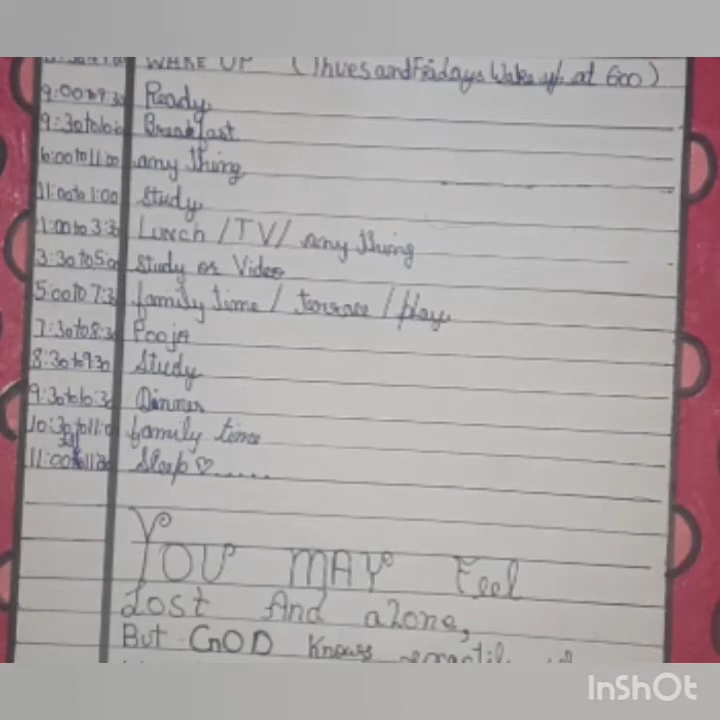 WAKE UP (Thues and Fridays Wake up at 600)
9:00 to 9:30 Ready
9:30 to 10:0 Breakfast
10:00 to 11:00 any thing
11:00 to 1:00 Study
1:00 to 3:30 Lunch / TV / any thing
3:30 to 5:00 Study or Video
5:00 TO 7:30 family time / terrace / play
7:30 to 8:30 Pooja
8:30 to 9:30 Study
9:30 to 10:30 Dinner
10:30 to 11:0 family time
11:00 11:30 Sleep ♡.....
You MAY Feel
Lost And alone,
But GOD Knows
InShOt